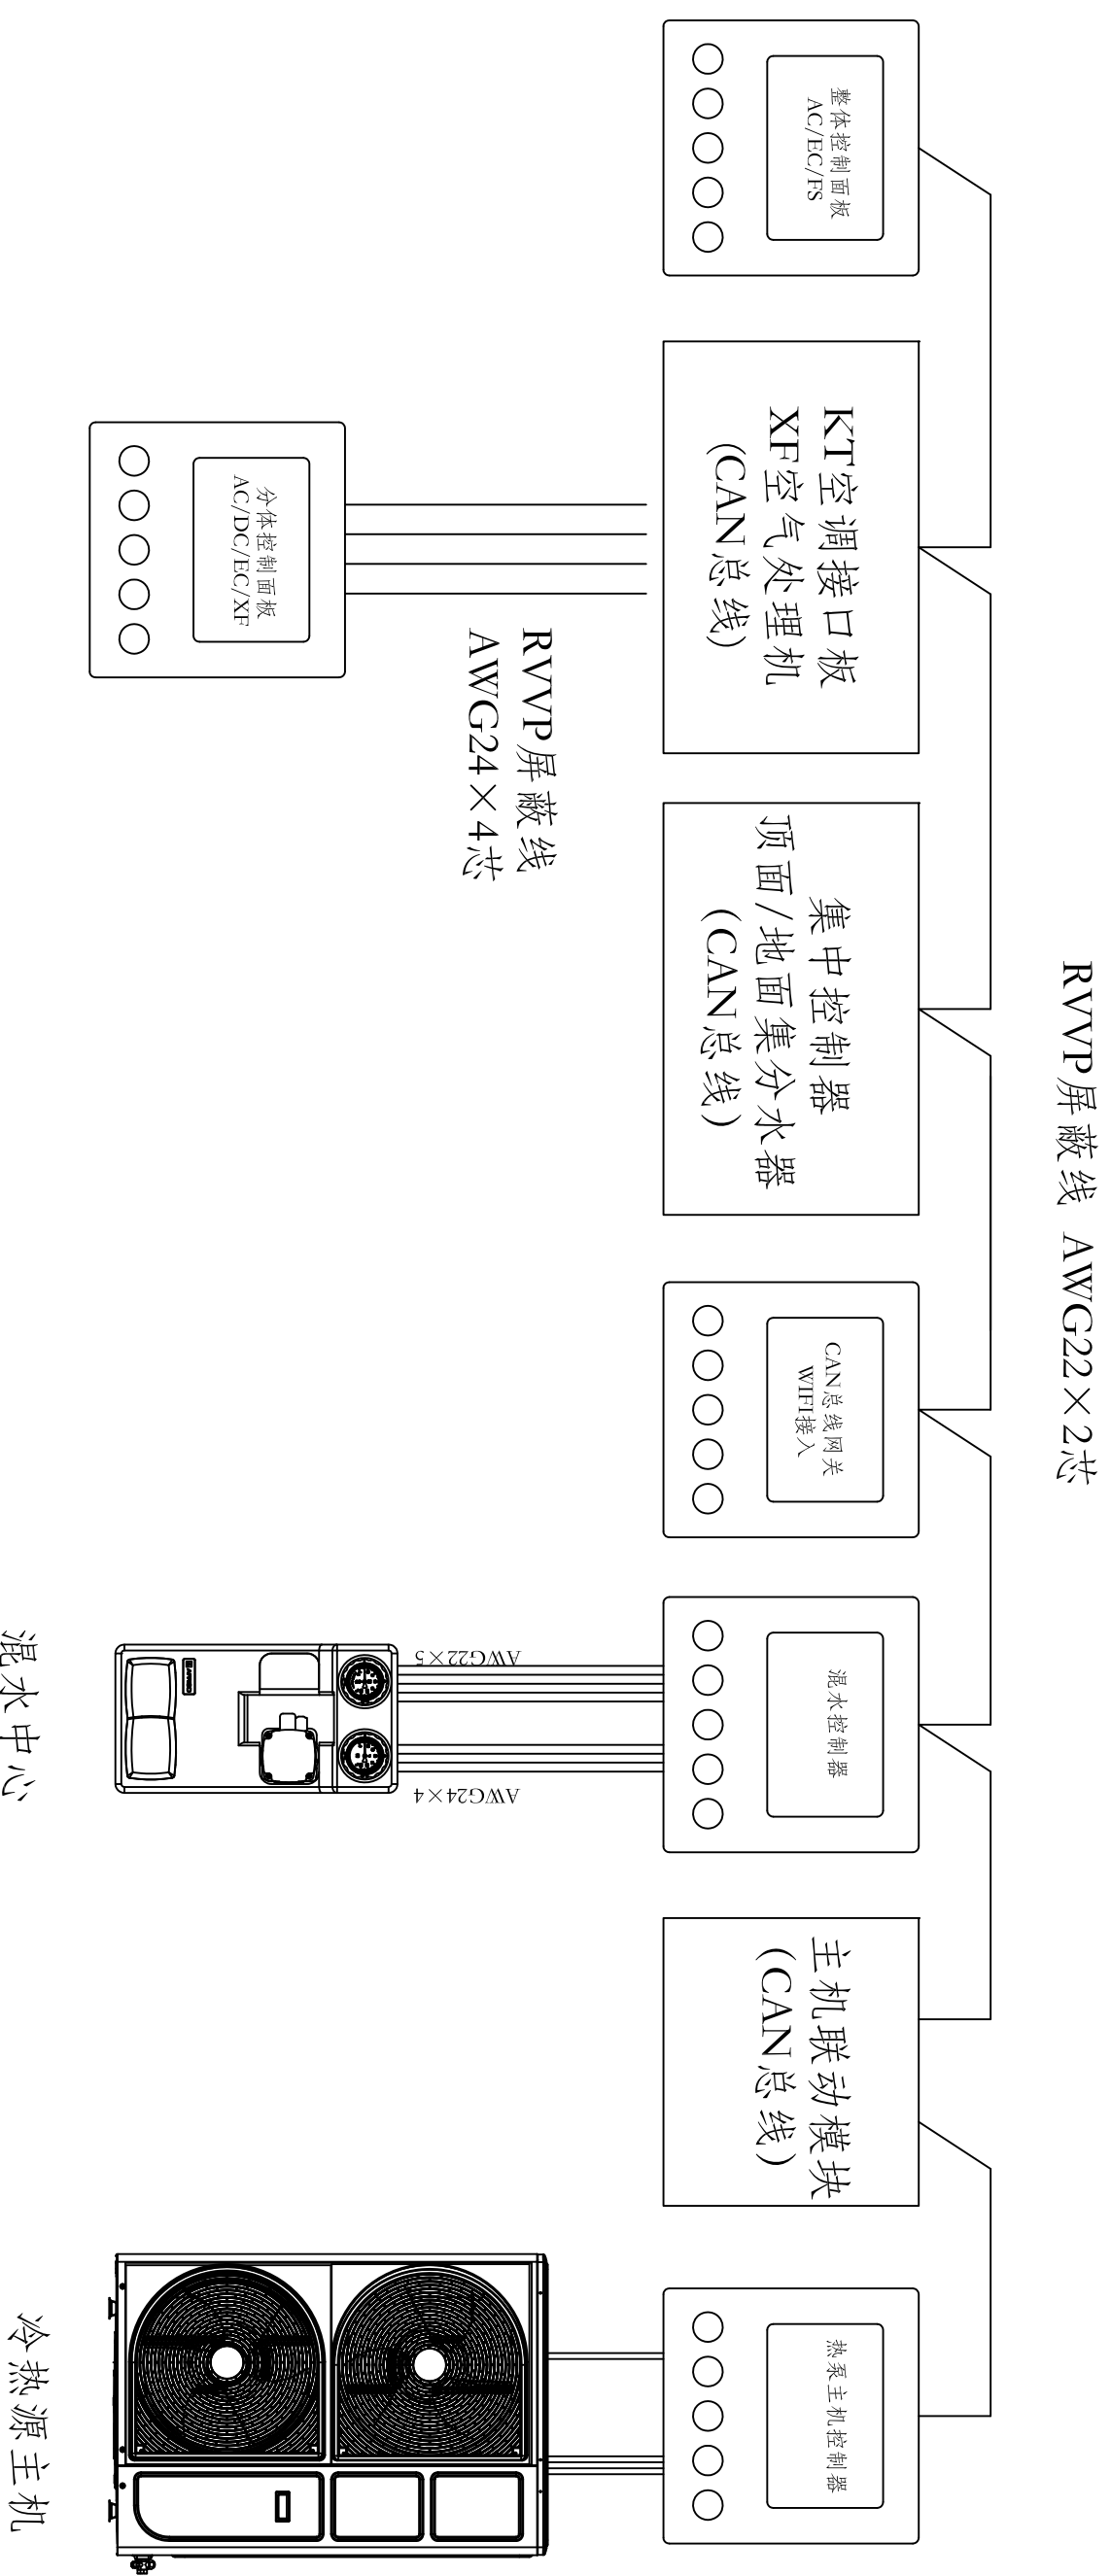 RVVP屏蔽线 AWG22×2芯
整体控制面板
AC/EC/FS
KT空调接口板
XF空气处理机
(CAN总线)
集中控制器
顶面/地面集分水器
(CAN总线)
CAN总线网关
WIFI接入
混水控制器
主机联动模块
(CAN总线)
热泵主机控制器
RVVP屏蔽线
AWG24×4芯
分体控制面板
AC/DC/EC/XF
AWG22×5
AWG24×4
混水中心
冷热源主机